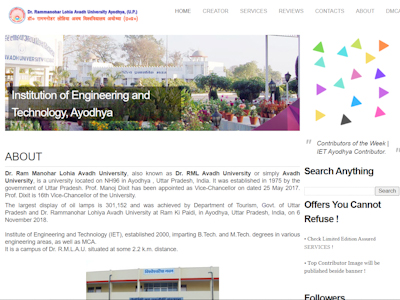 Dr. Rammanohar Lohia Avadh University Ayodhya, (U.P.)
HOME CREATOR SERVICES REVIEWS CONTACTS ABOUT DMCA
Institution of Engineering and
Technology, Ayodhya
" Contributors of the Week |
IET Ayodhya Contributor. "
ABOUT
Dr. Ram Manohar Lohia Avadh University, also known as Dr. RML Avadh University or simply Avadh
University, is a university located on NH96 in Ayodhya , Uttar Pradesh, India. It was established in 1975 by the
government of Uttar Pradesh. Prof. Manoj Dixit has been appointed as Vice-Chancellor on dated 25 May 2017.
Prof. Dixit is 16th Vice-Chancellor of the University.
The largest display of oil lamps is 301,152 and was achieved by Department of Tourism, Govt. of Uttar
Pradesh and Dr. Rammanohar Lohiya Avadh University at Ram Ki Paidi, in Ayodhya, Uttar Pradesh, India, on 6
November 2018.
Institute of Engineering and Technology (IET), established 2000, imparting B.Tech. and M.Tech. degrees in various
engineering areas, as well as MCA.
It is a campus of Dr. R.M.L.A.U. situated at some 2.2 k.m. distance.
Search Anything
Search
Offers You Cannot
Refuse !
• Check Limited Edition Assured
SERVICES !
• Top Contributor Image will be
published beside banner !
Followers